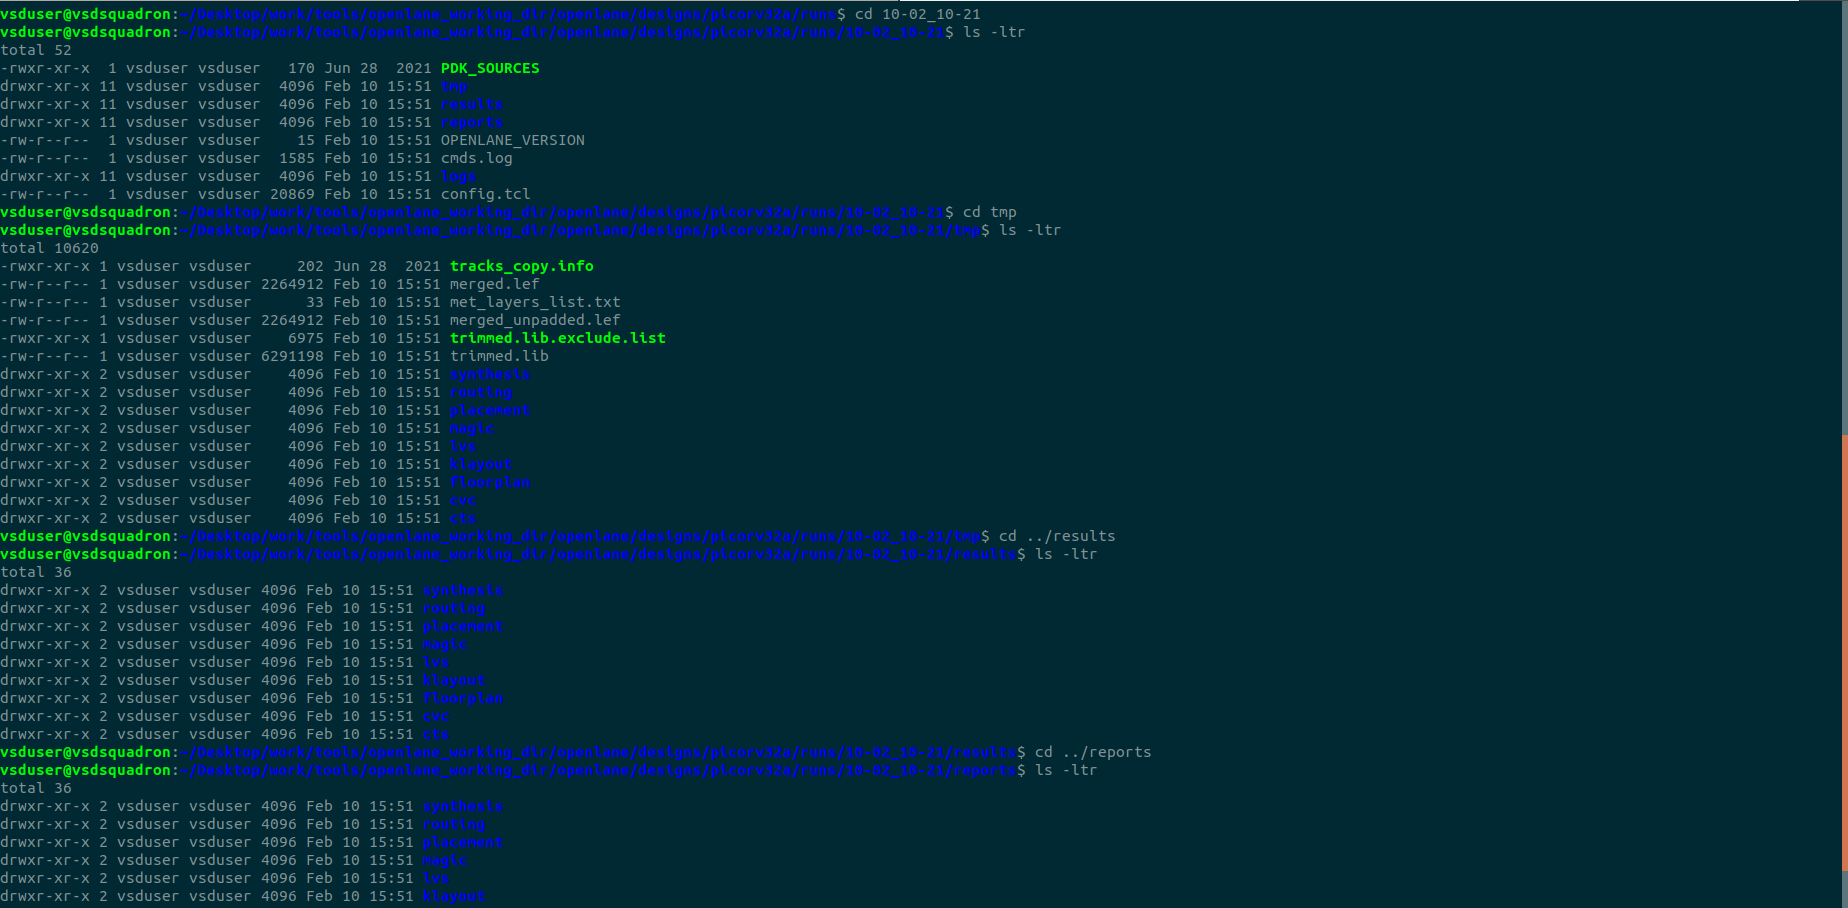 vsduser@vsdsquadron:~/Desktop/work/tools/openlane_working_dir/openlane/designs/picorv32a/runs$ cd 10-02_10-21
vsduser@vsdsquadron:~/Desktop/work/tools/openlane_working_dir/openlane/designs/picorv32a/runs/10-02_10-21$ ls -ltr
total 52
-rwxr-xr-x  1 vsduser vsduser   170 Jun 28  2021 PDK_SOURCES
drwxr-xr-x 11 vsduser vsduser  4096 Feb 10 15:51 tmp
drwxr-xr-x 11 vsduser vsduser  4096 Feb 10 15:51 results
drwxr-xr-x 11 vsduser vsduser  4096 Feb 10 15:51 reports
-rw-r--r--  1 vsduser vsduser    15 Feb 10 15:51 OPENLANE_VERSION
-rw-r--r--  1 vsduser vsduser  1585 Feb 10 15:51 cmds.log
drwxr-xr-x 11 vsduser vsduser  4096 Feb 10 15:51 logs
-rw-r--r--  1 vsduser vsduser 20869 Feb 10 15:51 config.tcl
vsduser@vsdsquadron:~/Desktop/work/tools/openlane_working_dir/openlane/designs/picorv32a/runs/10-02_10-21$ cd tmp
vsduser@vsdsquadron:~/Desktop/work/tools/openlane_working_dir/openlane/designs/picorv32a/runs/10-02_10-21/tmp$ ls -ltr
total 10620
-rwxr-xr-x 1 vsduser vsduser     202 Jun 28  2021 tracks_copy.info
-rw-r--r-- 1 vsduser vsduser 2264912 Feb 10 15:51 merged.lef
-rw-r--r-- 1 vsduser vsduser      33 Feb 10 15:51 met_layers_list.txt
-rw-r--r-- 1 vsduser vsduser 2264912 Feb 10 15:51 merged_unpadded.lef
-rwxr-xr-x 1 vsduser vsduser    6975 Feb 10 15:51 trimmed.lib.exclude.list
-rw-r--r-- 1 vsduser vsduser 6291198 Feb 10 15:51 trimmed.lib
drwxr-xr-x 2 vsduser vsduser    4096 Feb 10 15:51 synthesis
drwxr-xr-x 2 vsduser vsduser    4096 Feb 10 15:51 routing
drwxr-xr-x 2 vsduser vsduser    4096 Feb 10 15:51 placement
drwxr-xr-x 2 vsduser vsduser    4096 Feb 10 15:51 magic
drwxr-xr-x 2 vsduser vsduser    4096 Feb 10 15:51 lvs
drwxr-xr-x 2 vsduser vsduser    4096 Feb 10 15:51 klayout
drwxr-xr-x 2 vsduser vsduser    4096 Feb 10 15:51 floorplan
drwxr-xr-x 2 vsduser vsduser    4096 Feb 10 15:51 cvc
drwxr-xr-x 2 vsduser vsduser    4096 Feb 10 15:51 cts
vsduser@vsdsquadron:~/Desktop/work/tools/openlane_working_dir/openlane/designs/picorv32a/runs/10-02_10-21/tmp$ cd ../results
vsduser@vsdsquadron:~/Desktop/work/tools/openlane_working_dir/openlane/designs/picorv32a/runs/10-02_10-21/results$ ls -ltr
total 36
drwxr-xr-x 2 vsduser vsduser 4096 Feb 10 15:51 synthesis
drwxr-xr-x 2 vsduser vsduser 4096 Feb 10 15:51 routing
drwxr-xr-x 2 vsduser vsduser 4096 Feb 10 15:51 placement
drwxr-xr-x 2 vsduser vsduser 4096 Feb 10 15:51 magic
drwxr-xr-x 2 vsduser vsduser 4096 Feb 10 15:51 lvs
drwxr-xr-x 2 vsduser vsduser 4096 Feb 10 15:51 klayout
drwxr-xr-x 2 vsduser vsduser 4096 Feb 10 15:51 floorplan
drwxr-xr-x 2 vsduser vsduser 4096 Feb 10 15:51 cvc
drwxr-xr-x 2 vsduser vsduser 4096 Feb 10 15:51 cts
vsduser@vsdsquadron:~/Desktop/work/tools/openlane_working_dir/openlane/designs/picorv32a/runs/10-02_10-21/results$ cd ../reports
vsduser@vsdsquadron:~/Desktop/work/tools/openlane_working_dir/openlane/designs/picorv32a/runs/10-02_10-21/reports$ ls -ltr
total 36
drwxr-xr-x 2 vsduser vsduser 4096 Feb 10 15:51 synthesis
drwxr-xr-x 2 vsduser vsduser 4096 Feb 10 15:51 routing
drwxr-xr-x 2 vsduser vsduser 4096 Feb 10 15:51 placement
drwxr-xr-x 2 vsduser vsduser 4096 Feb 10 15:51 magic
drwxr-xr-x 2 vsduser vsduser 4096 Feb 10 15:51 lvs
drwxr-xr-x 2 vsduser vsduser 4096 Feb 10 15:51 klayout